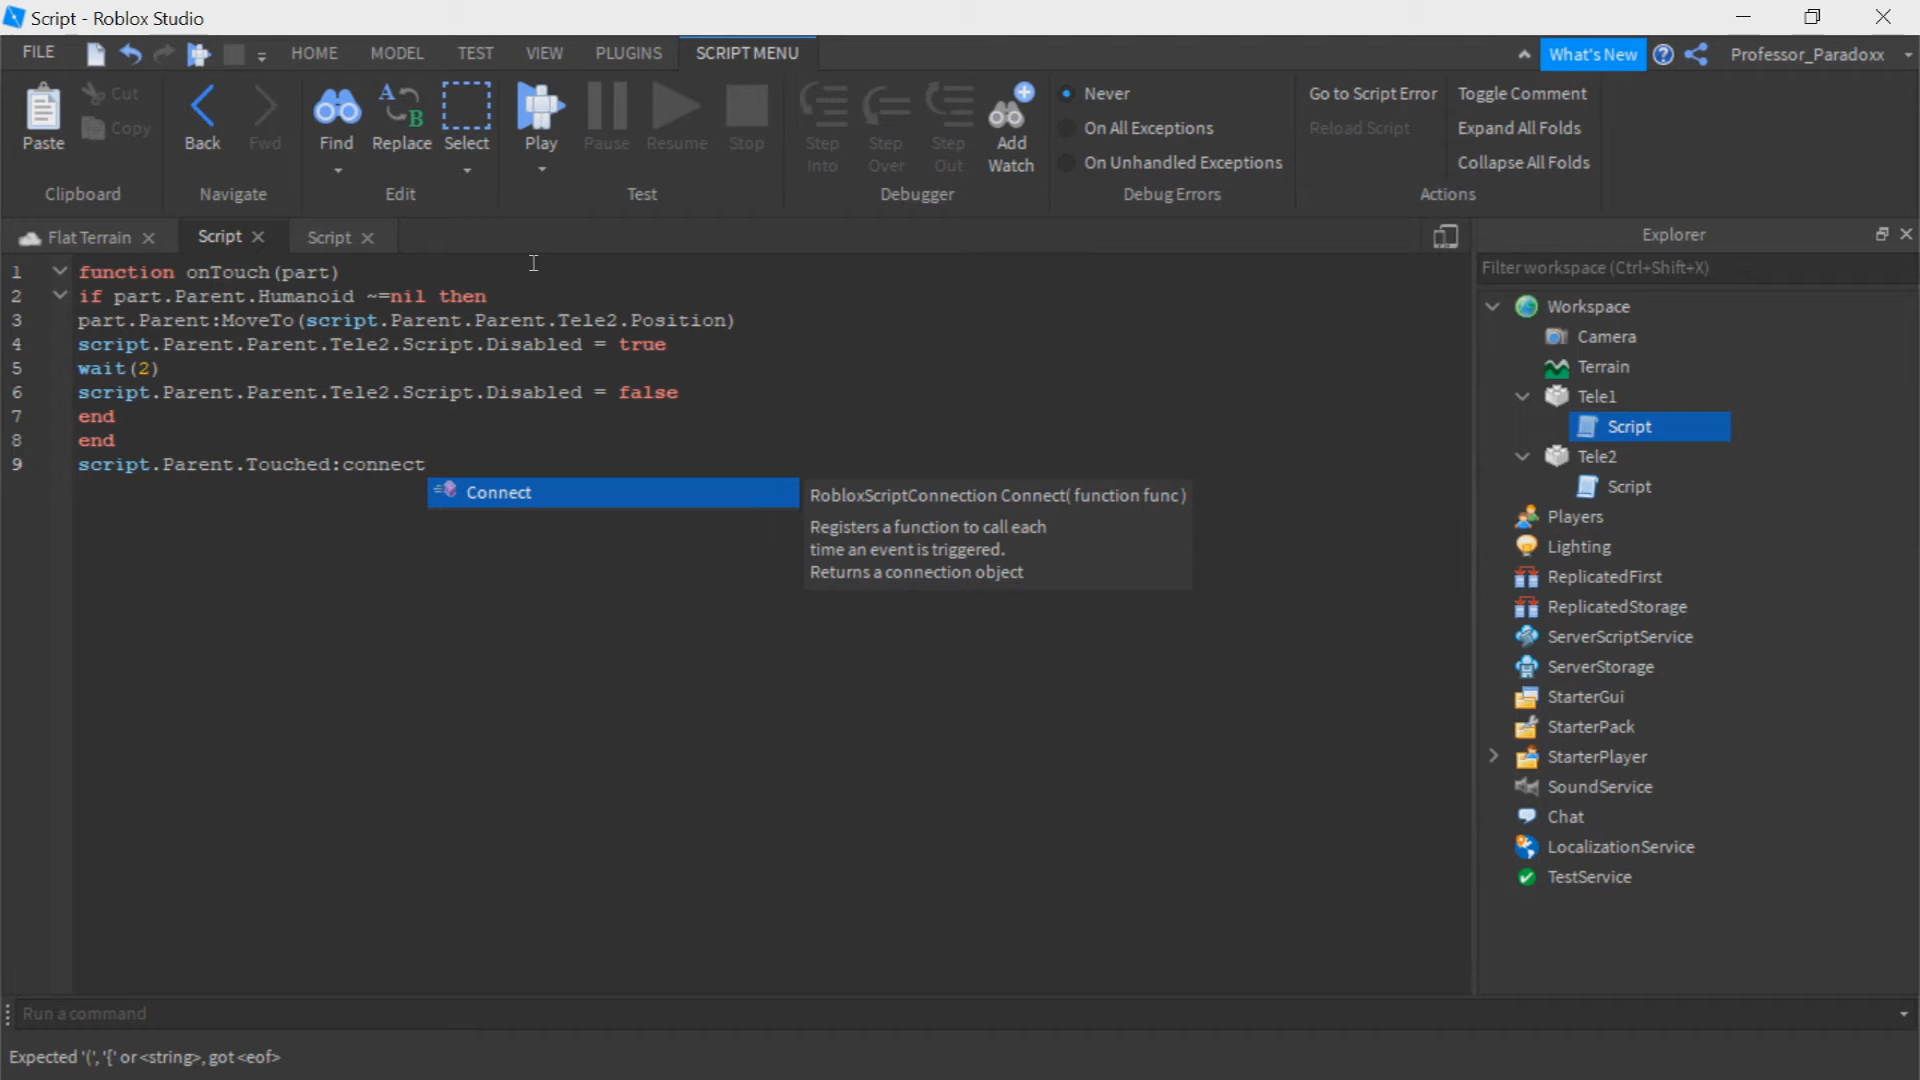 Script - Roblox Studio
FILE HOME MODEL TEST VIEW PLUGINS SCRIPT MENU What's New Professor_Paradoxx
Paste Cut Copy Back Fwd Find Replace Select Play Pause Resume Stop Step Into Step Over Step Out Add Watch
Never
On All Exceptions
On Unhandled Exceptions
Go to Script Error
Reload Script
Toggle Comment
Expand All Folds
Collapse All Folds
Clipboard Navigate Edit Test Debugger Debug Errors Actions
Flat Terrain Script Script
1 function onTouch(part)
2 if part.Parent.Humanoid ~=nil then
3 part.Parent:MoveTo(script.Parent.Parent.Tele2.Position)
4 script.Parent.Parent.Tele2.Script.Disabled = true
5 wait(2)
6 script.Parent.Parent.Tele2.Script.Disabled = false
7 end
8 end
9 script.Parent.Touched:connect
Connect
RobloxScriptConnection Connect( function func )
Registers a function to call each
time an event is triggered.
Returns a connection object
Explorer
Filter workspace (Ctrl+Shift+X)
Workspace
Camera
Terrain
Tele1
Script
Tele2
Script
Players
Lighting
ReplicatedFirst
ReplicatedStorage
ServerScriptService
ServerStorage
StarterGui
StarterPack
StarterPlayer
SoundService
Chat
LocalizationService
TestService
Run a command
Expected '(', '{' or <string>, got <eof>